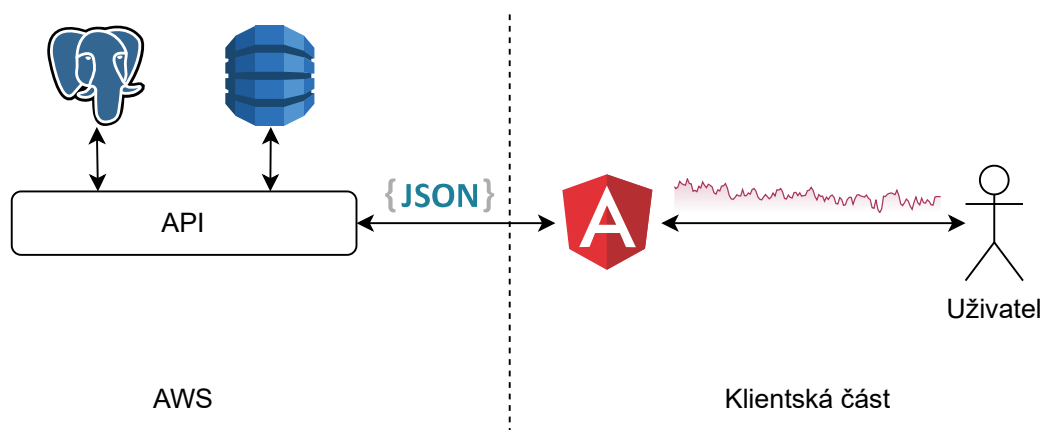 {JSON}
API
A
Uživatel
AWS
Klientská část